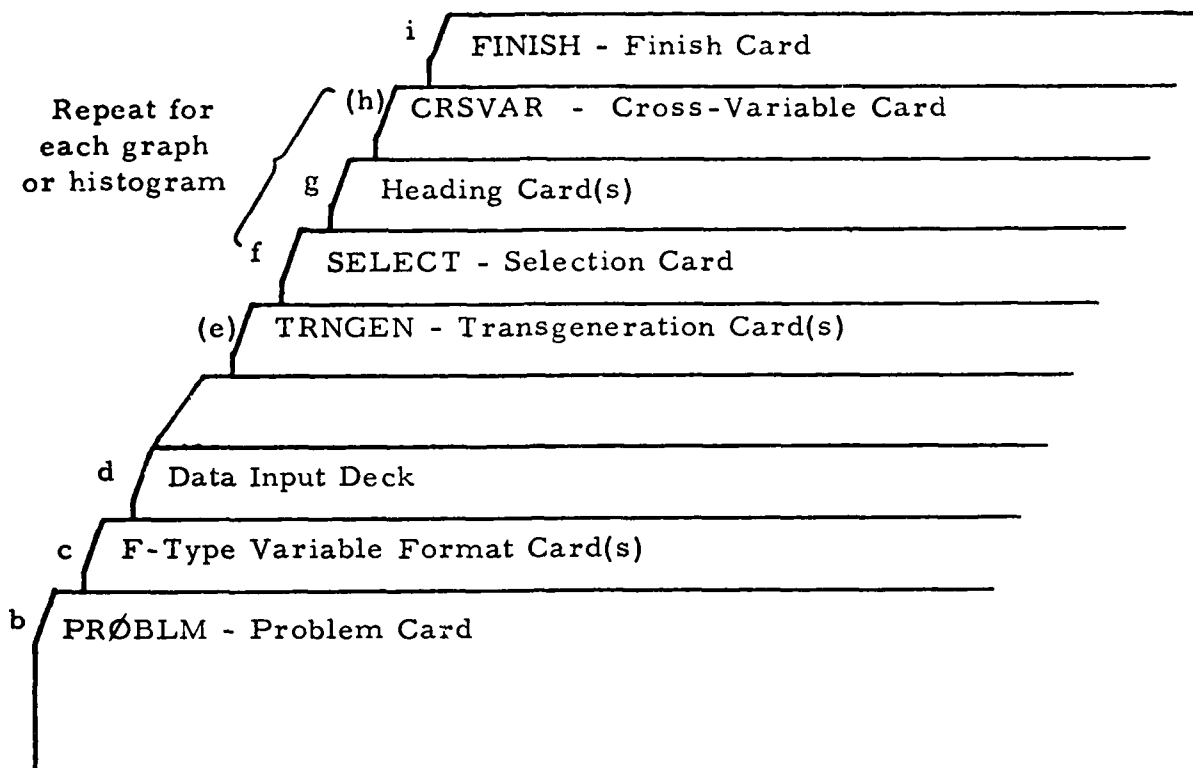 i FINISH - Finish Card
Repeat for
each graph
or histogram
(h) CRSVAR - Cross-Variable Card
g Heading Card(s)
f SELECT - Selection Card
(e) TRNGEN - Transgeneration Card(s)
d Data Input Deck
c F-Type Variable Format Card(s)
b PRØBLM - Problem Card